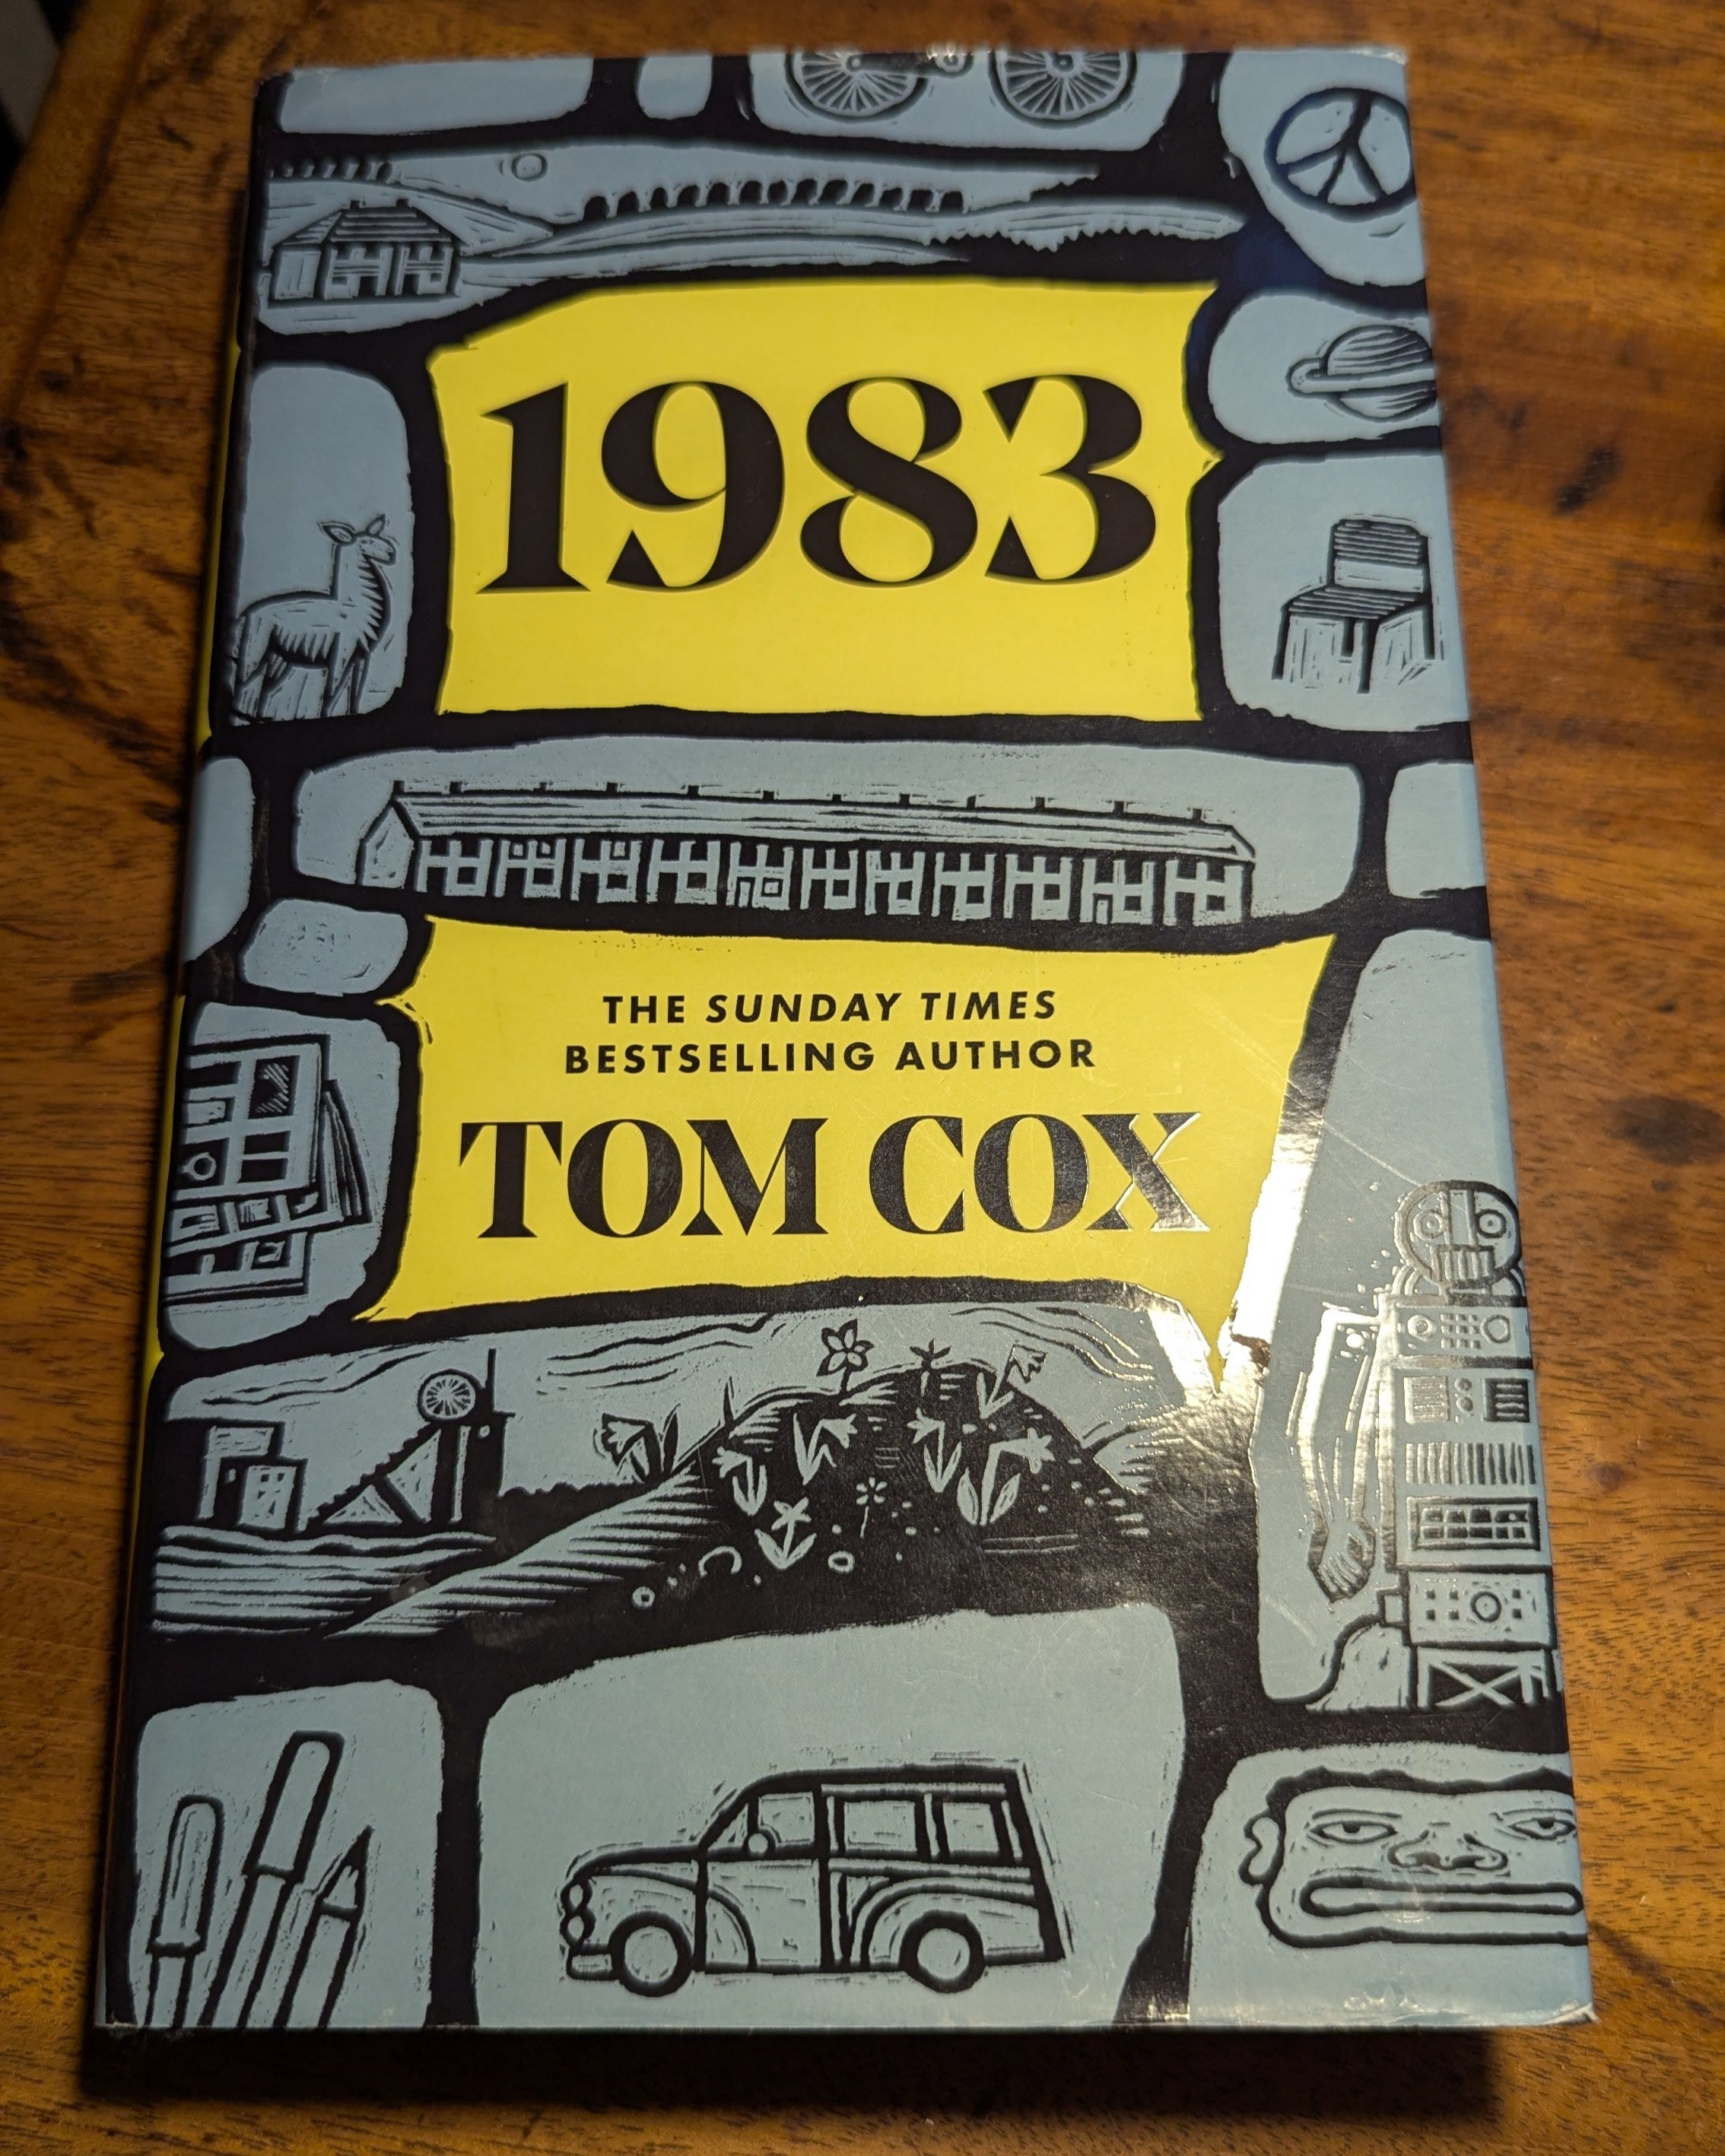 1983
THE SUNDAY TIMES
BESTSELLING AUTHOR
TOM COX